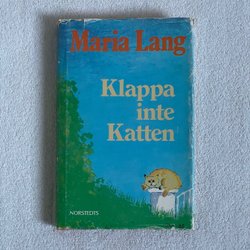 Maria Lang
Klappa
inte
Katten
NORSTEDTS